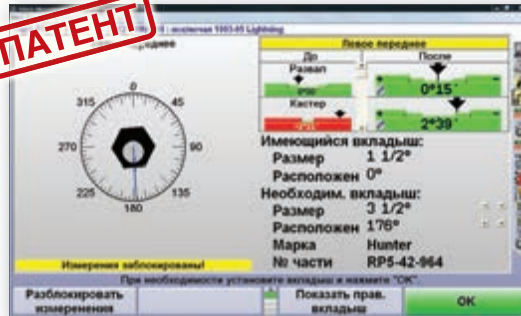 ПАТЕНТ
исключая 1993-95 Lightning
переднее
Левое переднее
До
После
Развал
0°15'
Кастер
2°39'
0
45
90
135
180
225
270
315
Имеющийся вкладыш:
Размер 1 1/2°
Расположен 0°
Необходим. вкладыш:
Размер 3 1/2°
Расположен 176°
Марка Hunter
№ части RP5-42-964
Измерения заблокированы!
При необходимости установите вкладыш и нажмите "OK".
Разблокировать
измеренения
Показать прав.
вкладыш
OK